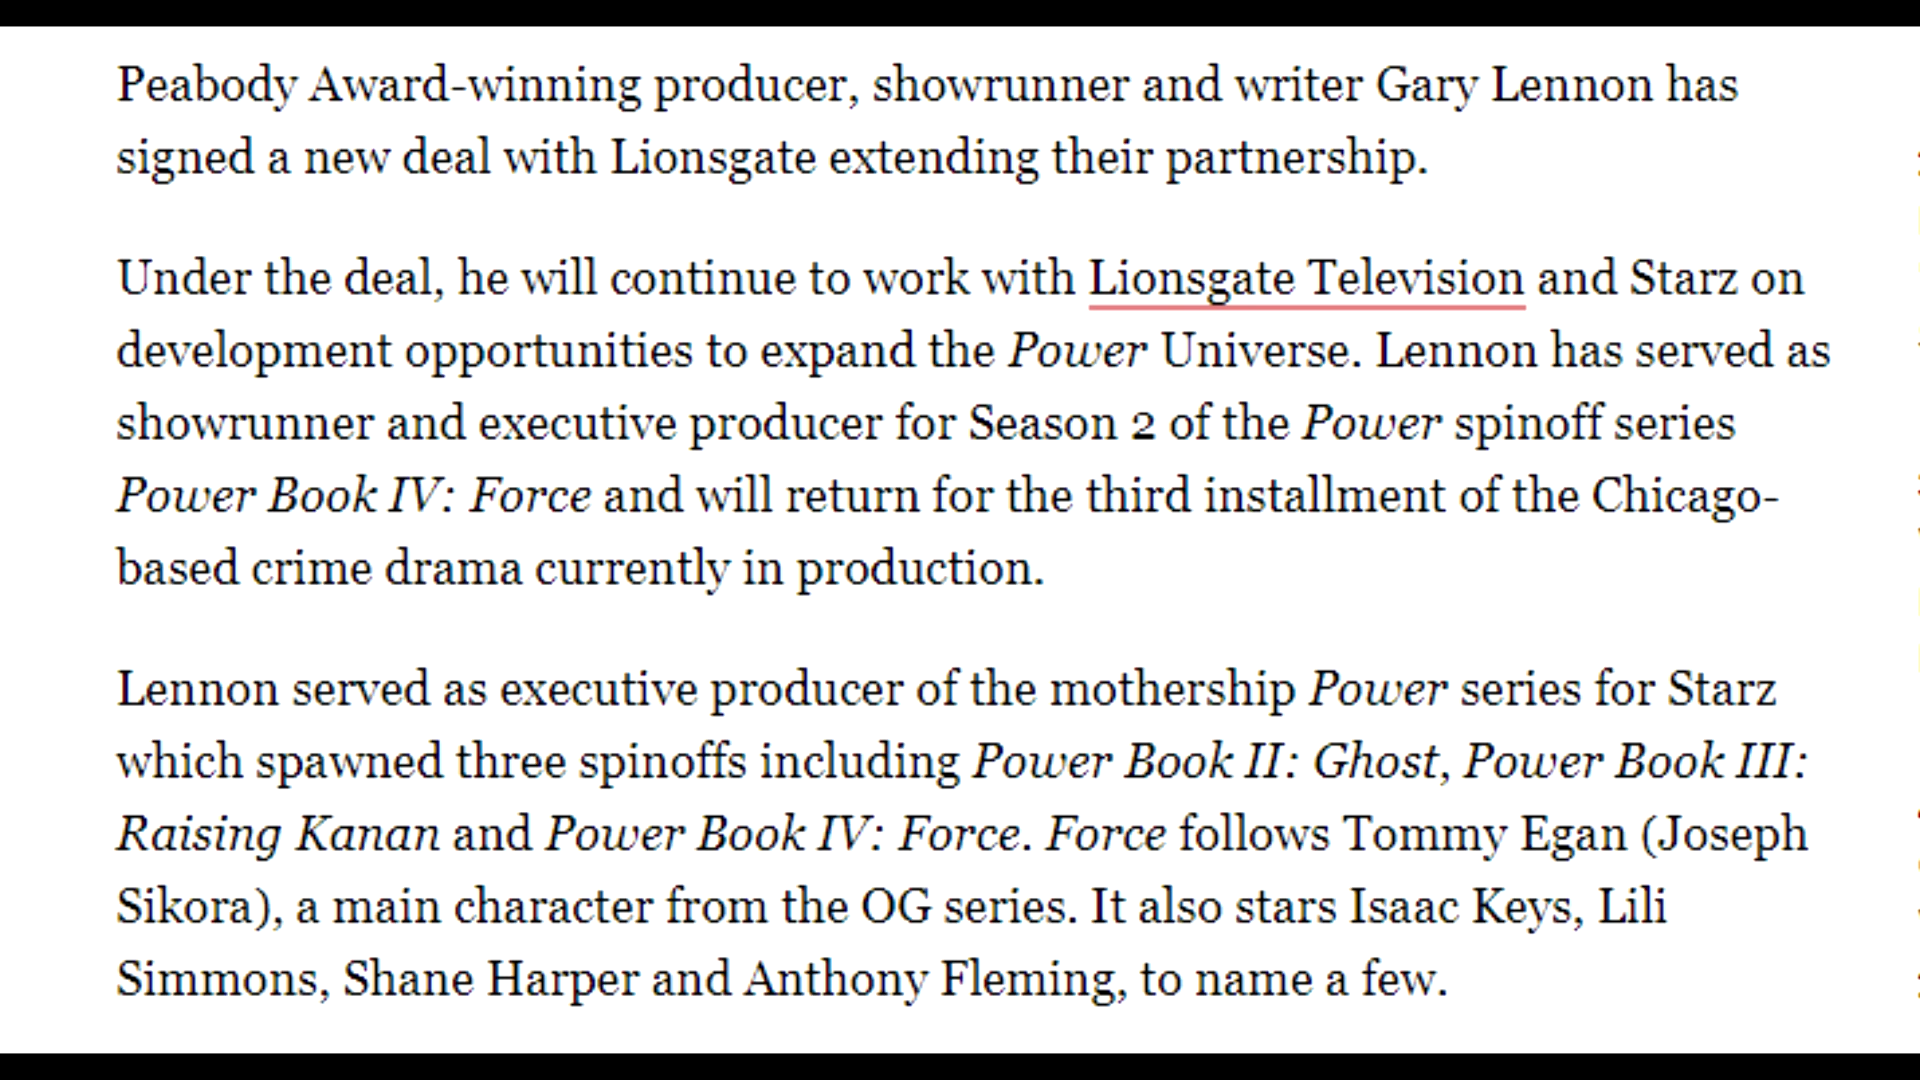 Peabody Award-winning producer, showrunner and writer Gary Lennon has
signed a new deal with Lionsgate extending their partnership.
Under the deal, he will continue to work with Lionsgate Television and Starz on
development opportunities to expand the Power Universe. Lennon has served as
showrunner and executive producer for Season 2 of the Power spinoff series
Power Book IV: Force and will return for the third installment of the Chicago-
based crime drama currently in production.
Lennon served as executive producer of the mothership Power series for Starz
which spawned three spinoffs including Power Book II: Ghost, Power Book III:
Raising Kanan and Power Book IV: Force. Force follows Tommy Egan (Joseph
Sikora), a main character from the OG series. It also stars Isaac Keys, Lili
Simmons, Shane Harper and Anthony Fleming, to name a few.